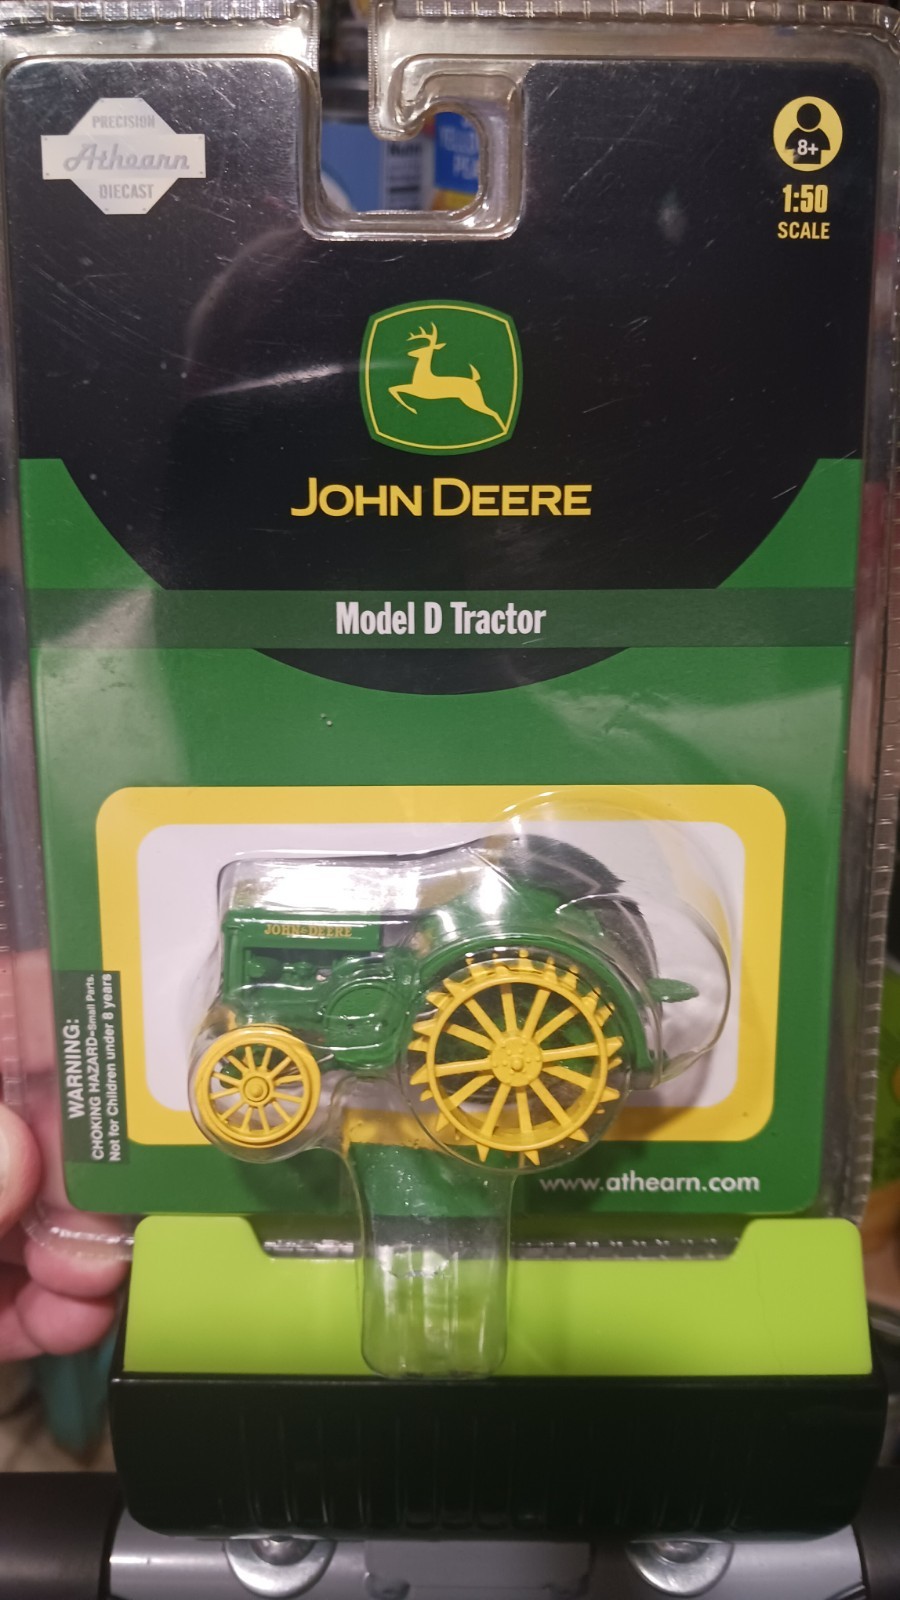 PRECISION
Athearn
DIECAST
8+
1:50
SCALE
JOHN DEERE
Model D Tractor
JOHN DEERE
WARNING:
CHOKING HAZARD-Small Parts.
Not for Children under 8 years
www.athearn.com